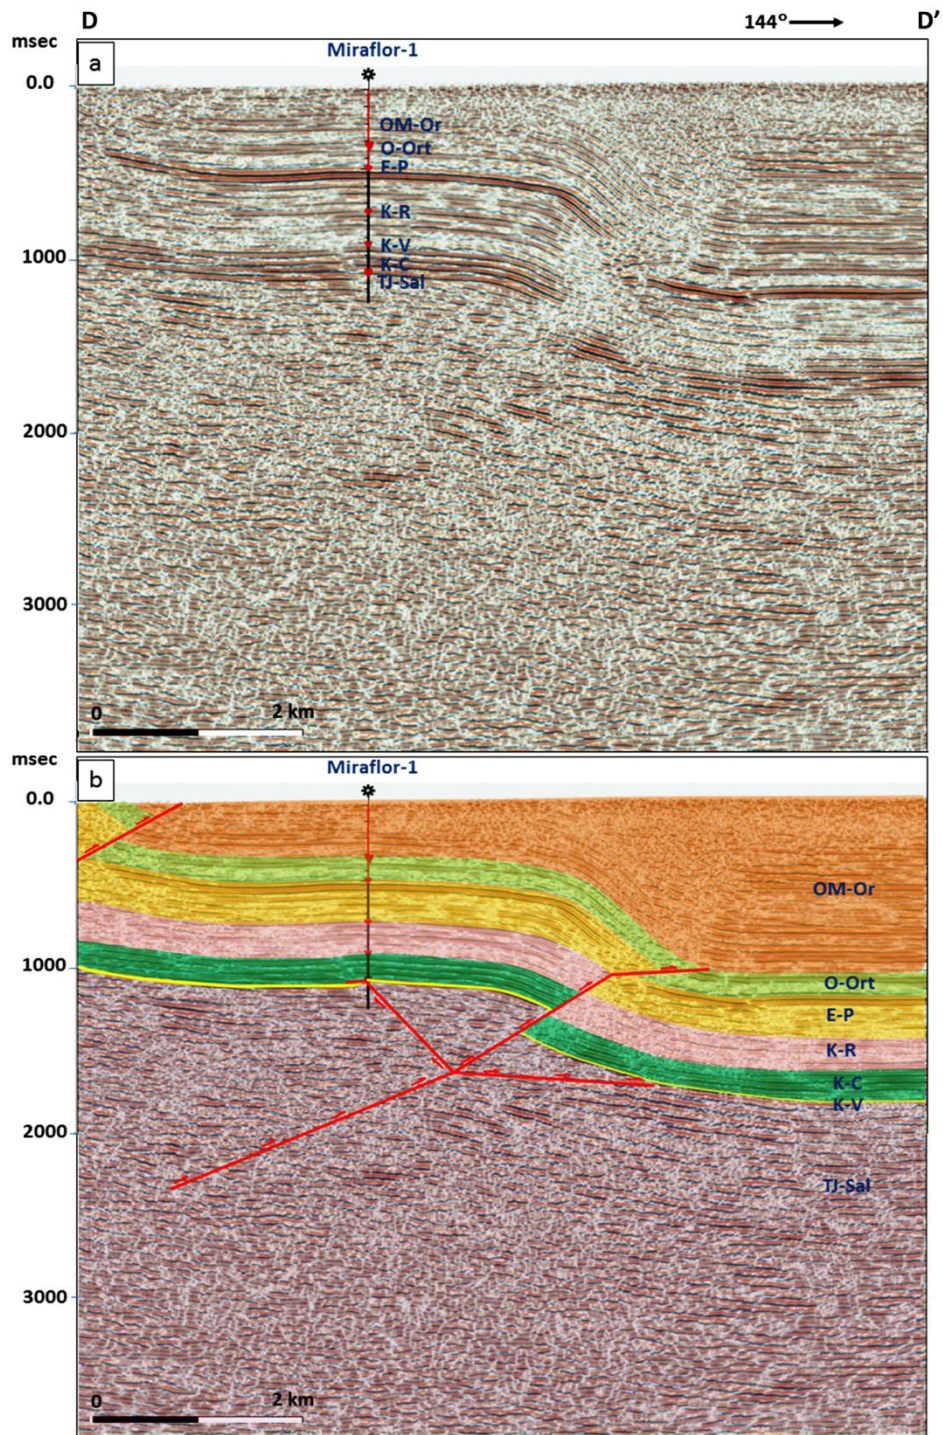 D 144° D’
msec
Miraflor-1
a
0.0
OM-Or
O-Ort
E-P
K-R
1000
K-V
K-C
TJ-Sal
2000
3000
0 2 km
msec
Miraflor-1
b
0.0
OM-Or
1000
O-Ort
E-P
K-R
K-C
K-V
2000
TJ-Sal
3000
0 2 km